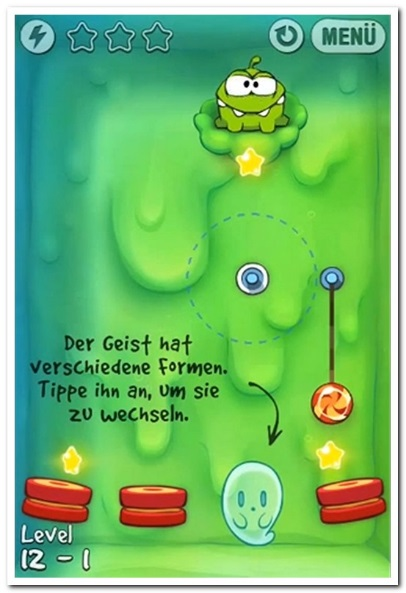 MENÜ
Der Geist hat
verschiedene Formen.
Tippe ihn an, um sie
zu wechseln.
Level
12 - 1